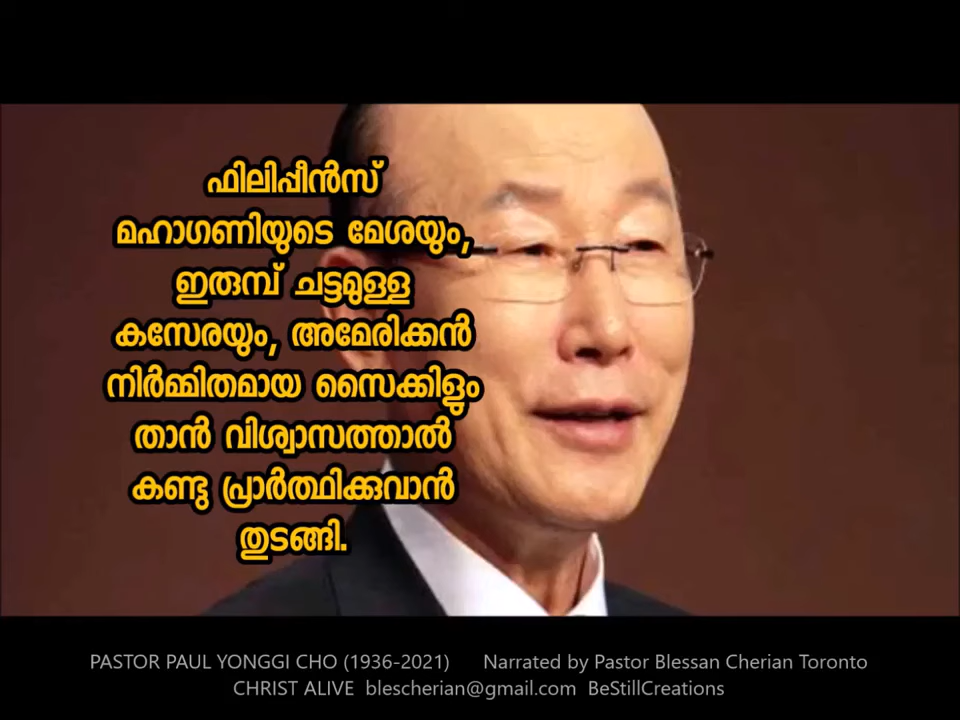 ഫിലിപ്പീൻസ്
മഹാഗണിയുടെ മേശയും,
ഇരുമ്പ് ചട്ടമുള്ള
കസേരയും, അമേരിക്കൻ
നിർമ്മിതമായ സൈക്കിളും
താൻ വിശ്വാസത്താൽ
കണ്ടു പ്രാർത്ഥിക്കുവാൻ
തുടങ്ങി.
PASTOR PAUL YONGGI CHO (1936-2021) Narrated by Pastor Blessan Cherian Toronto
CHRIST ALIVE blescherian@gmail.com BeStillCreations